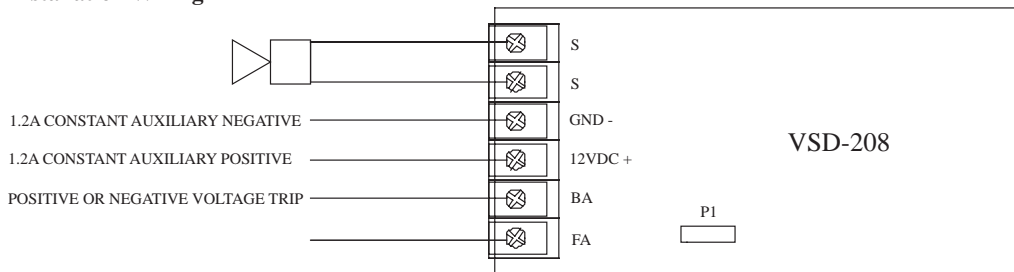 S
S
1.2A CONSTANT AUXILIARY NEGATIVE
GND -
1.2A CONSTANT AUXILIARY POSITIVE
12VDC +
VSD-208
POSITIVE OR NEGATIVE VOLTAGE TRIP
BA
P1
FA